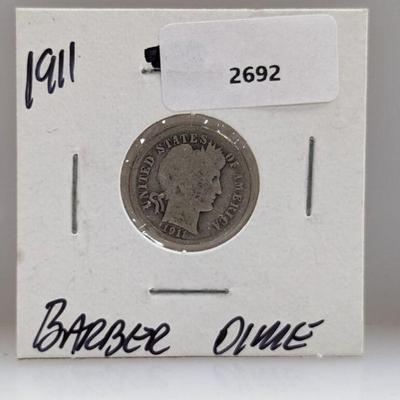 1911
2692
UNITED STATES OF AMERICA
1911
BARBER DIME